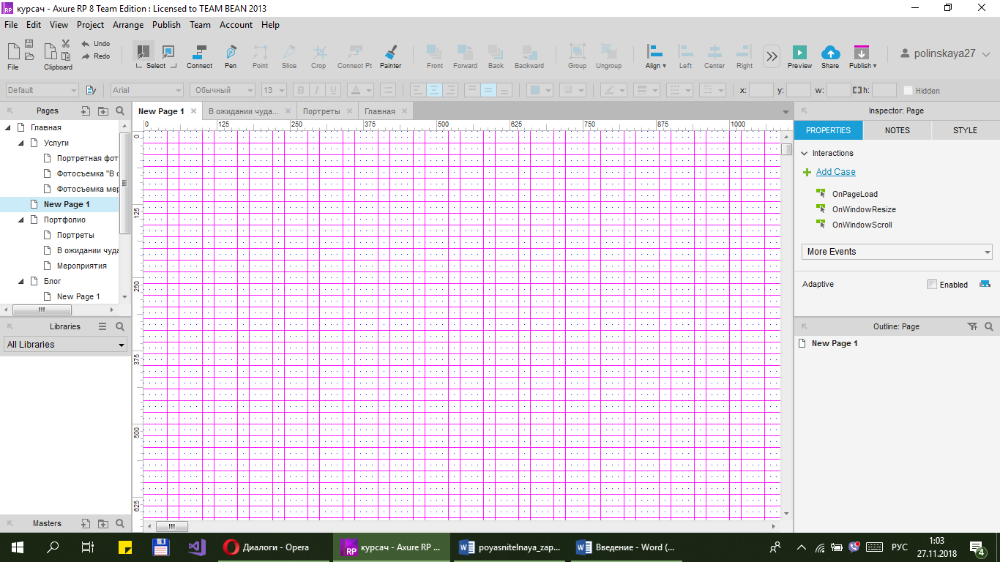 RP курсач - Axure RP 8 Team Edition : Licensed to TEAM BEAN 2013
File Edit View Project Arrange Publish Team Account Help
Undo
Redo
File Clipboard Select Connect Pen Point Slice Crop Connect Pt Painter Front Forward Back Backward Group Ungroup Align ▾ Left Center Right Preview Share Publish ▾ polinskaya27
Default Arial Обычный 13 B I U A x: y: w: h: Hidden
Pages
Главная
Услуги
Портретная фот
Фотосъемка "В о
Фотосъемка мер
New Page 1
Портфолио
Портреты
В ожидании чуда
Мероприятия
Блог
New Page 1
Libraries
All Libraries
Masters
New Page 1 В ожидании чуда... Портреты Главная
0 125 250 375 500 625 750 875 1000
0
125
250
375
500
625
Inspector: Page
PROPERTIES NOTES STYLE
Interactions
Add Case
OnPageLoad
OnWindowResize
OnWindowScroll
More Events
Adaptive Enabled
Outline: Page
New Page 1
Диалоги - Opera
RP курсач - Axure RP ...
poyasnitelnaya_zap...
Введение - Word (...
РУС
1:03
27.11.2018
4